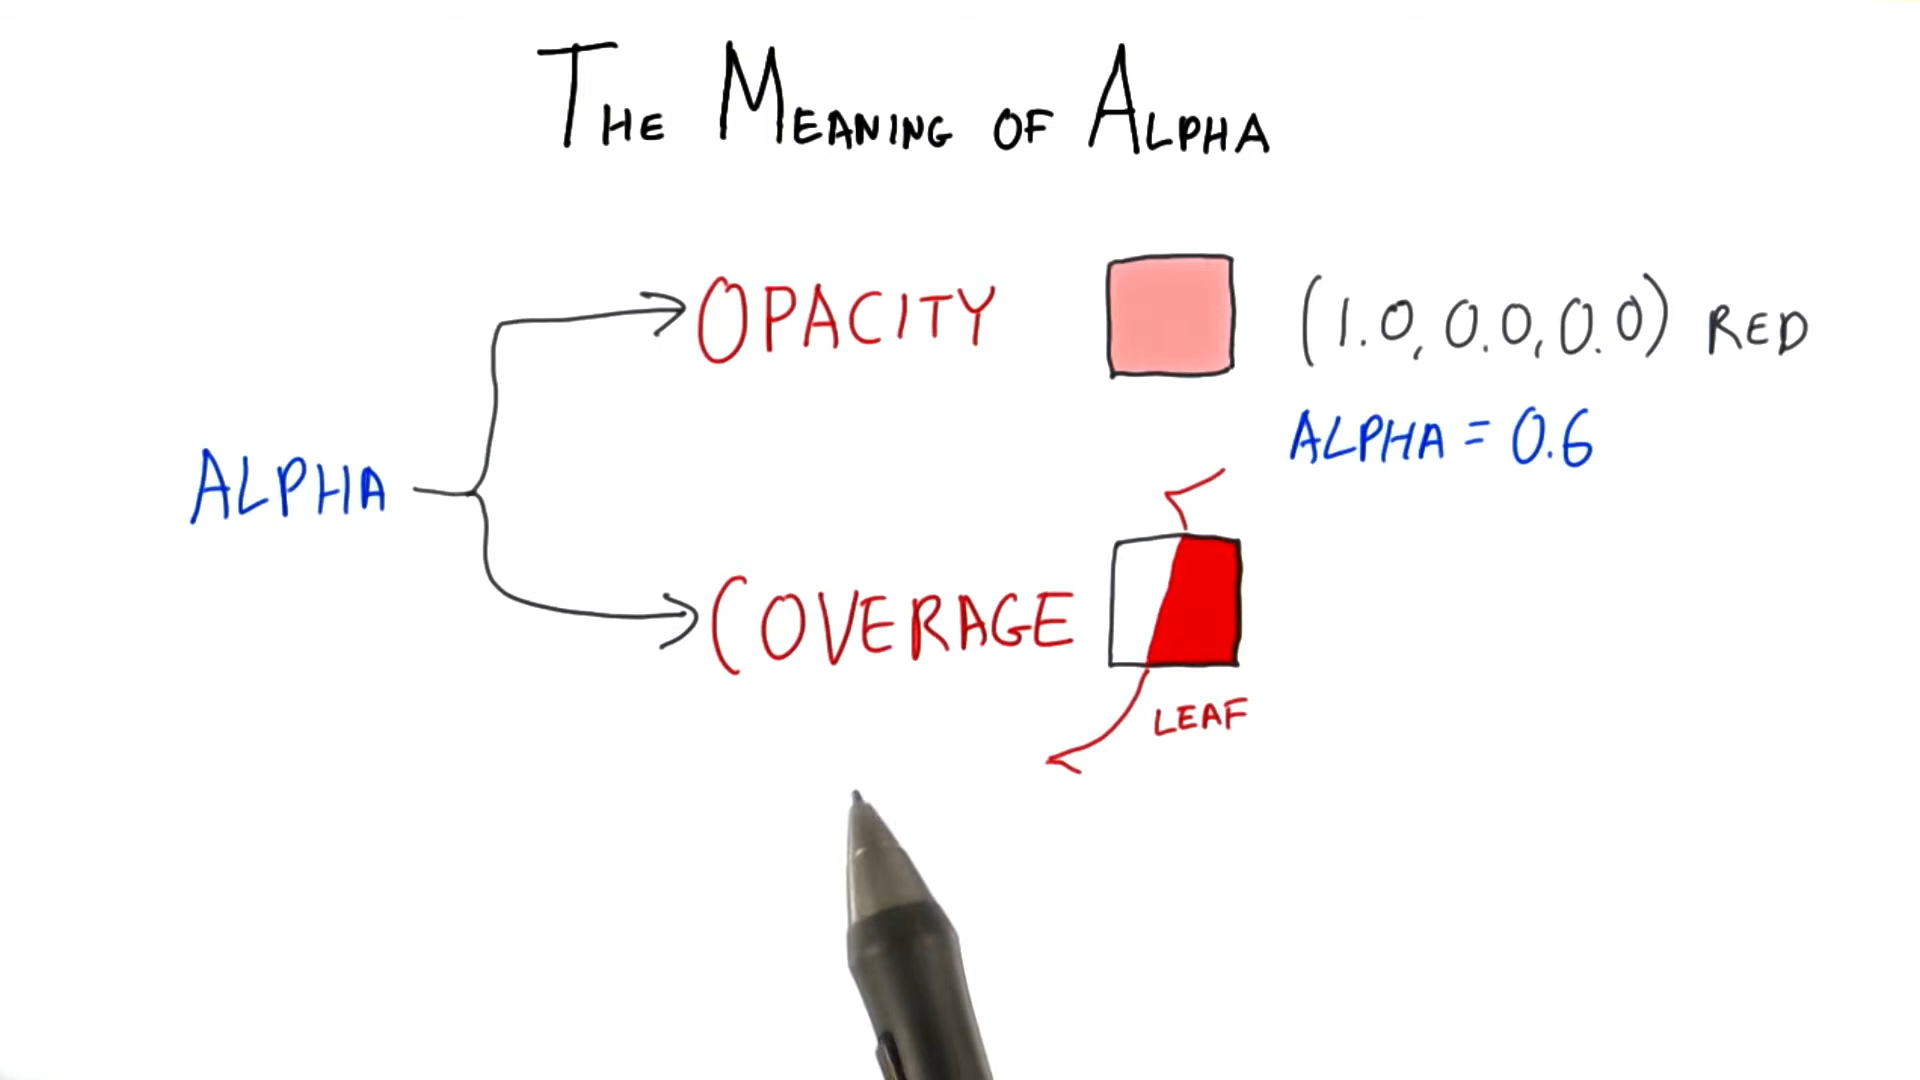 THE MEANING OF ALPHA
OPACITY
(1.0, 0.0, 0.0) RED
ALPHA = 0.6
ALPHA
COVERAGE
LEAF